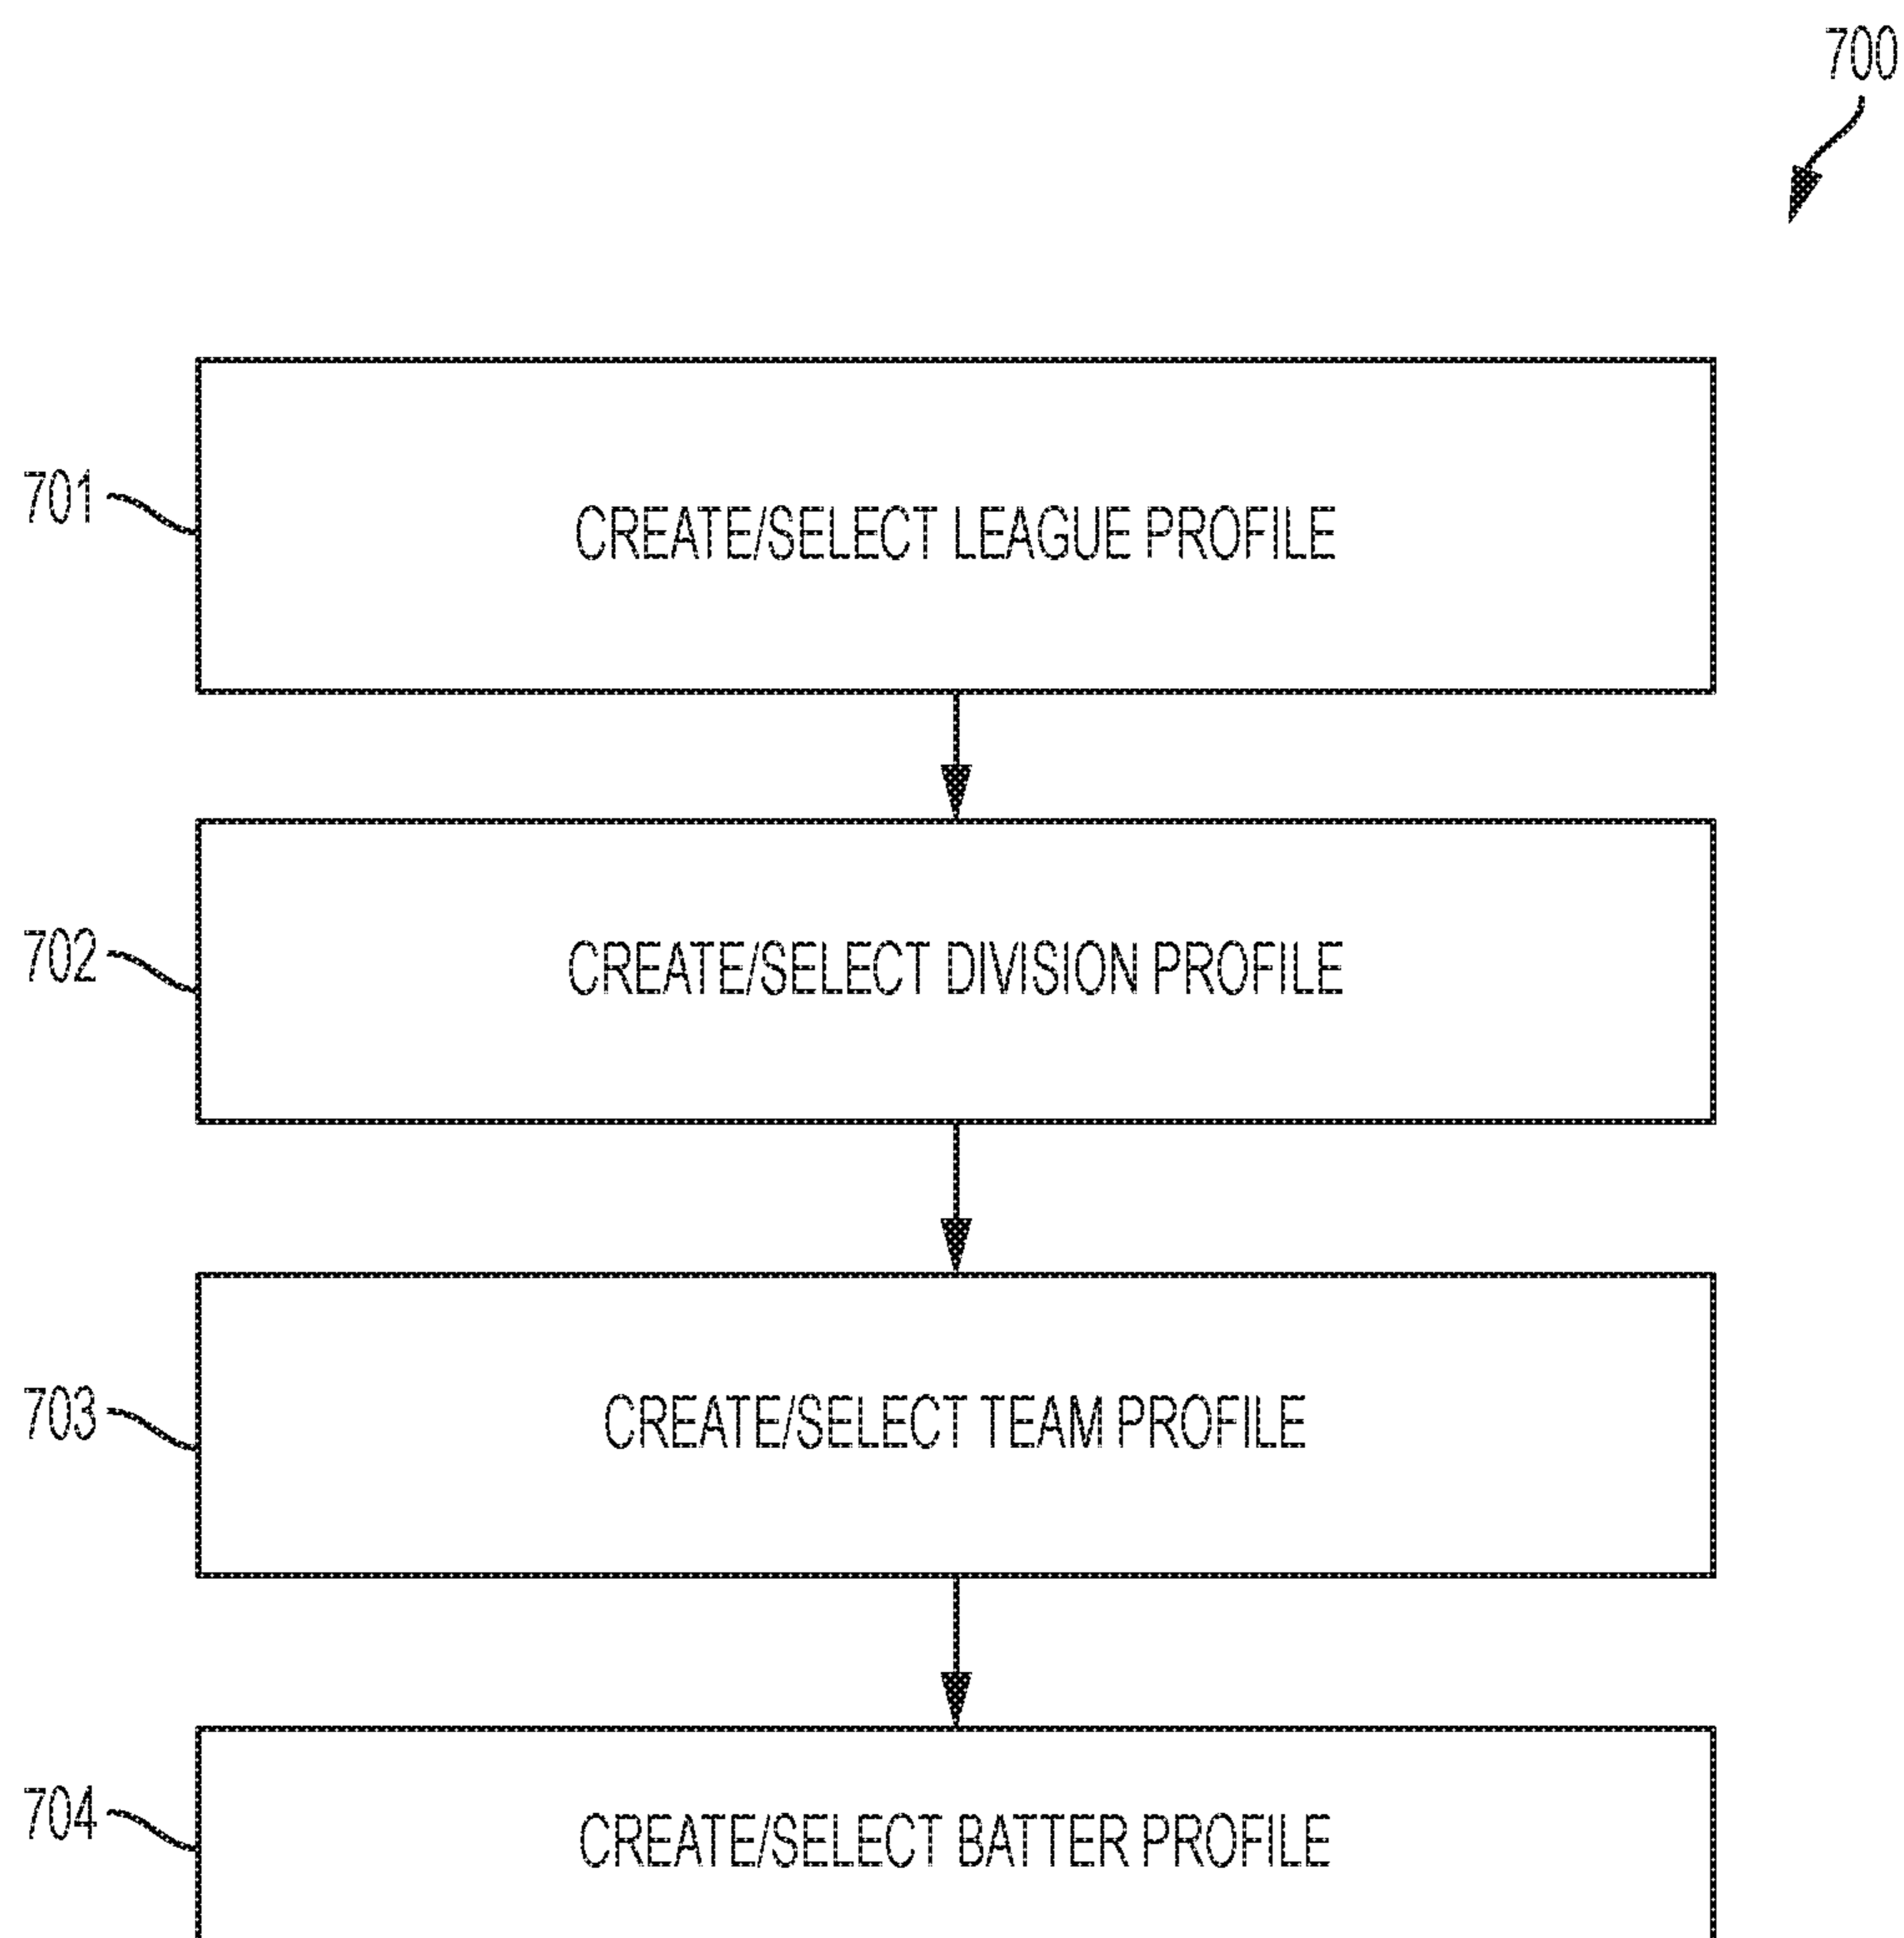 700
701
CREATE/SELECT LEAGUE PROFILE
702
CREATE/SELECT DIVISION PROFILE
703
CREATE/SELECT TEAM PROFILE
704
CREATE/SELECT BATTER PROFILE